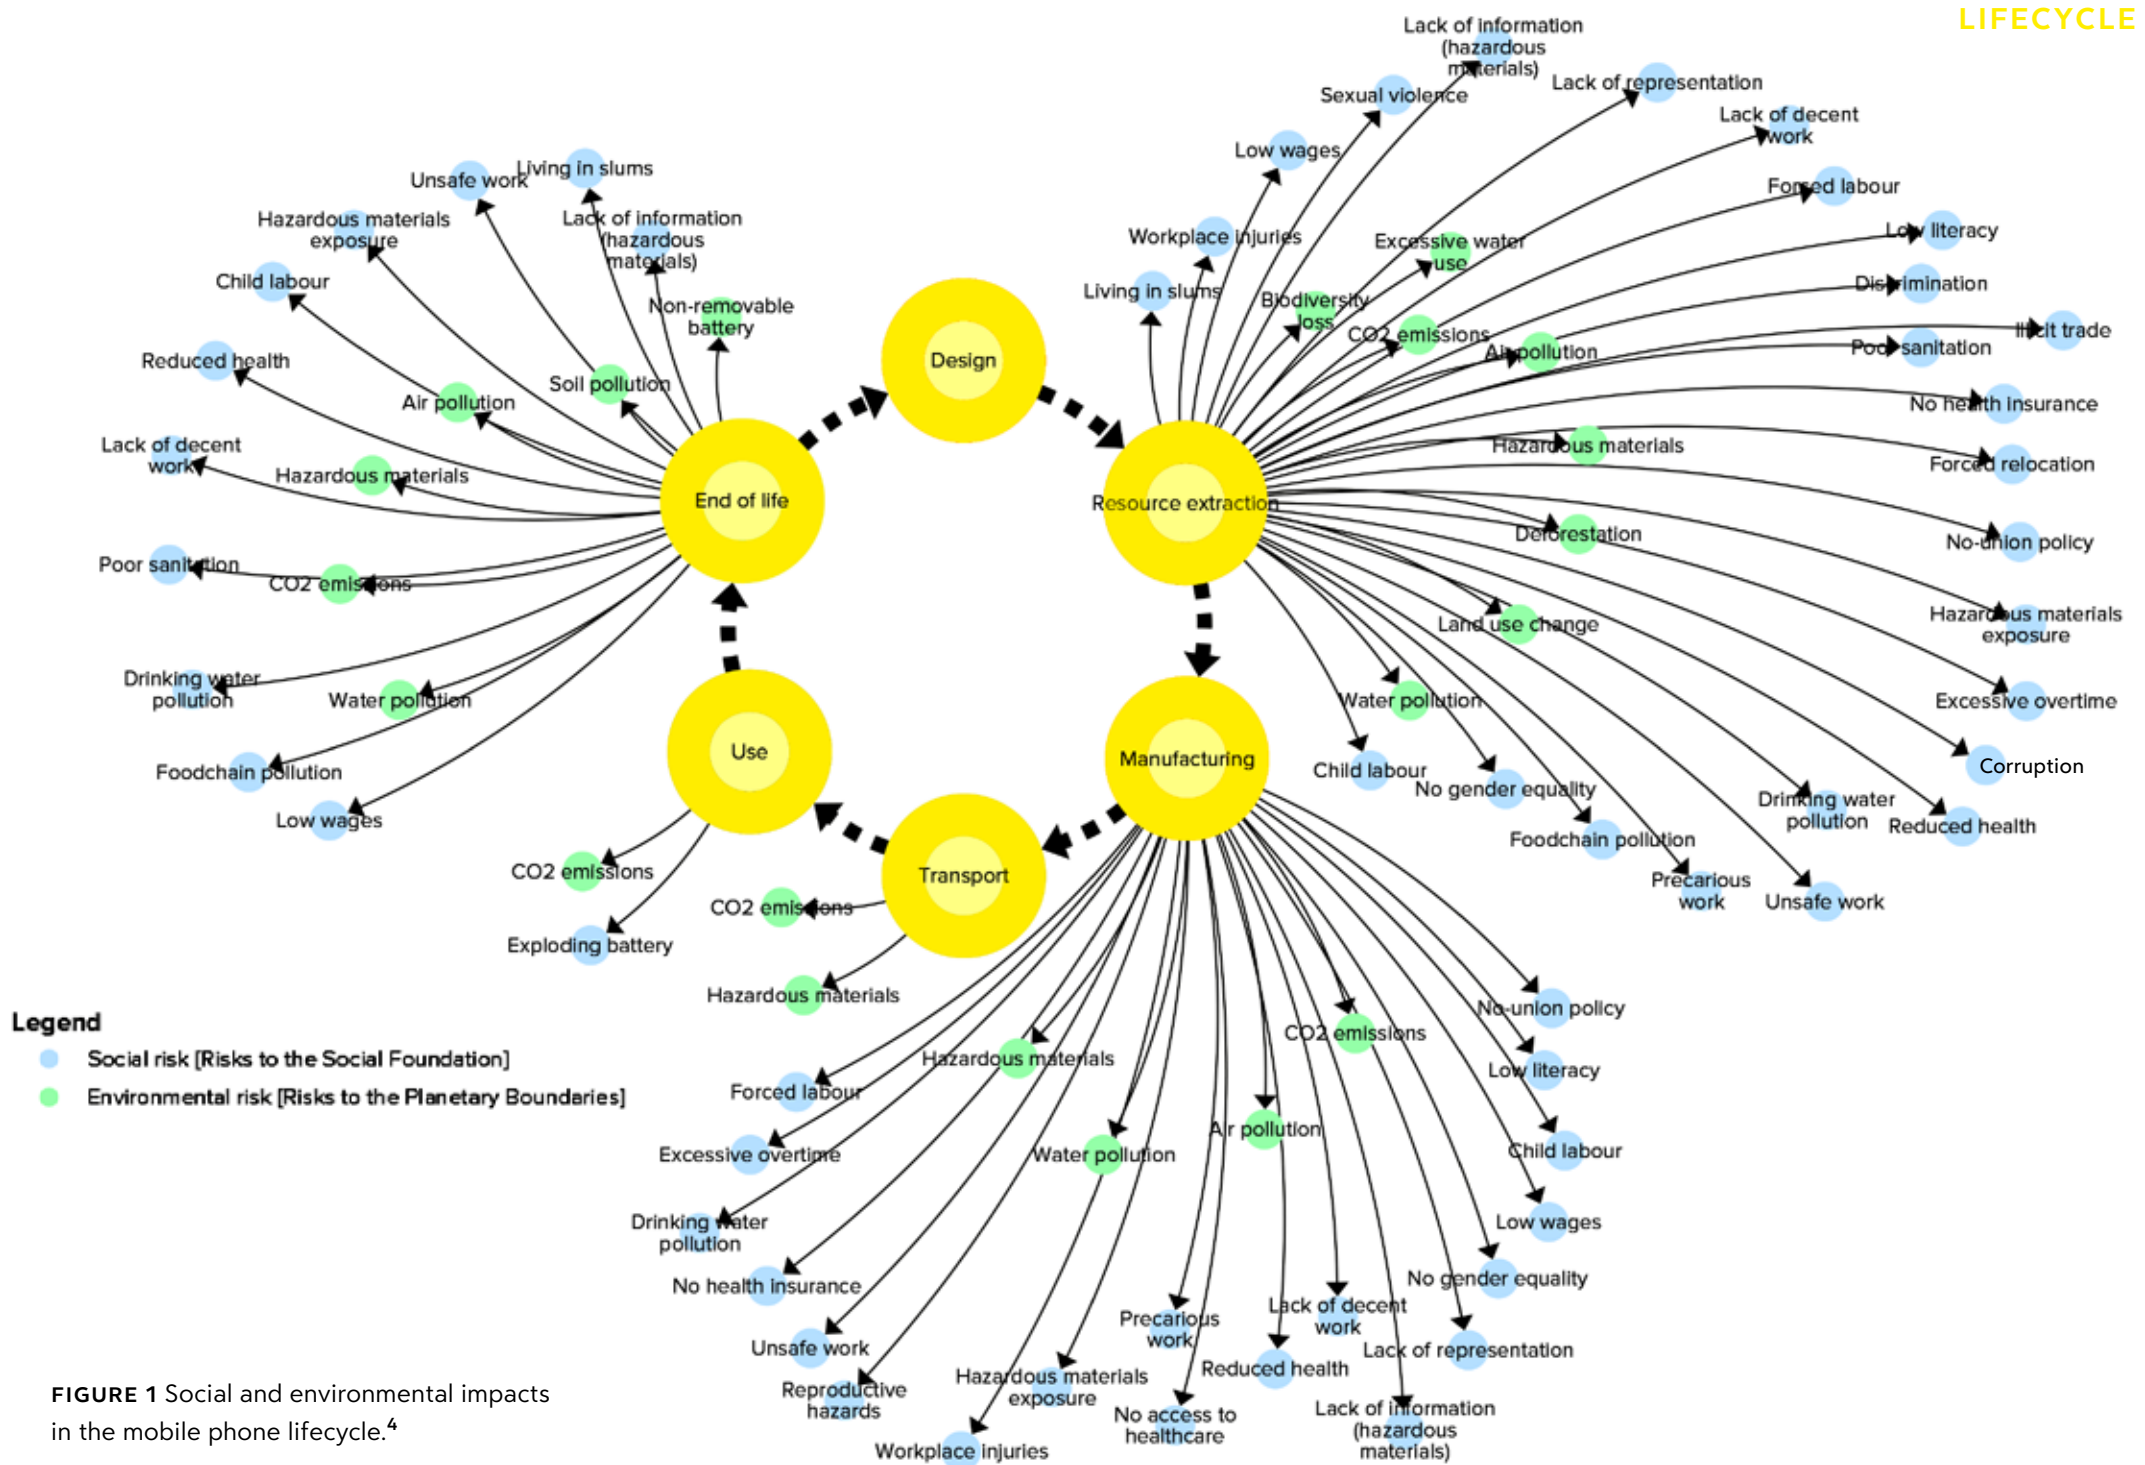 LIFECYCLE
Lack of information
(hazardous
materials)
Sexual violence
Lack of representation
Lack of decent
work
Low wages
Forced labour
Workplace injuries
Excessive water
use
Low literacy
Living in slums
Biodiversity
loss
Discrimination
CO2 emissions
Air pollution
Illicit trade
Poor sanitation
No health insurance
Hazardous materials
Forced relocation
Deforestation
No-union policy
Land use change
Hazardous materials
exposure
Water pollution
Excessive overtime
Child labour
No gender equality
Corruption
Drinking water
pollution
Reduced health
Foodchain pollution
Precarious
work
Unsafe work
Living in slums
Unsafe work
Hazardous materials
exposure
Lack of information
(hazardous
materials)
Child labour
Non-removable
battery
Reduced health
Soil pollution
Air pollution
Lack of decent
work
Hazardous materials
Poor sanitation
CO2 emissions
Drinking water
pollution
Water pollution
Foodchain pollution
Low wages
Design
End of life
Resource extraction
Use
Manufacturing
Transport
CO2 emissions
Exploding battery
CO2 emissions
Hazardous materials
Legend
Social risk [Risks to the Social Foundation]
Environmental risk [Risks to the Planetary Boundaries]
No-union policy
CO2 emissions
Hazardous materials
Low literacy
Forced labour
Air pollution
Child labour
Excessive overtime
Water pollution
Drinking water
pollution
Low wages
No health insurance
No gender equality
Precarious
work
Lack of decent
work
Unsafe work
Lack of representation
Reduced health
Hazardous materials
exposure
Reproductive
hazards
No access to
healthcare
Lack of information
(hazardous
materials)
Workplace injuries
FIGURE 1 Social and environmental impacts
in the mobile phone lifecycle.4